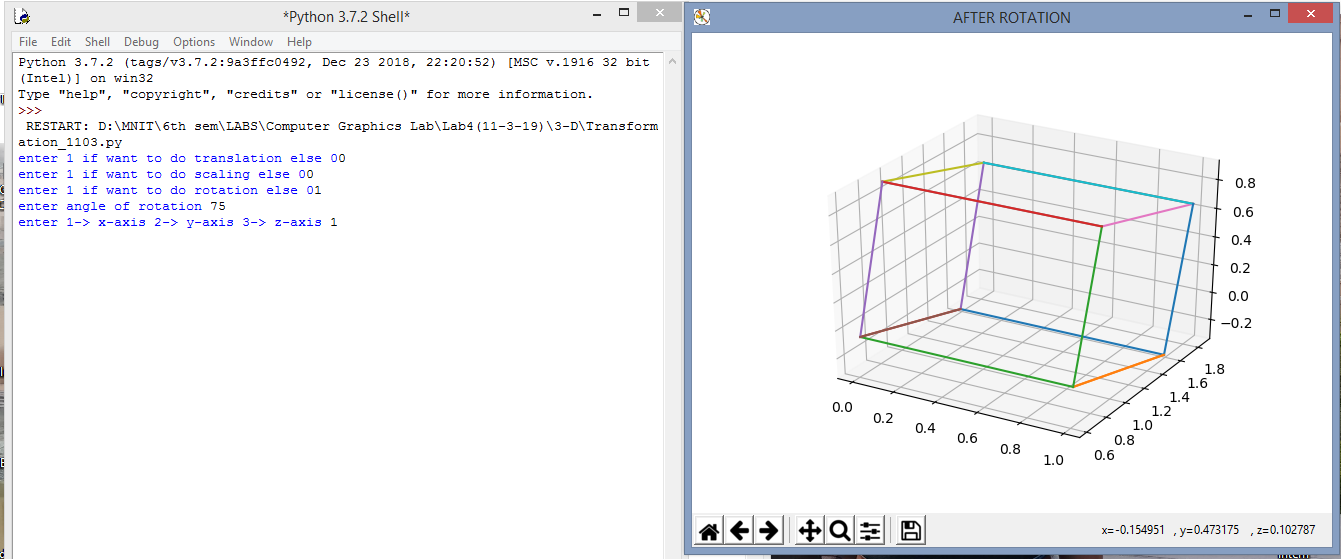 *Python 3.7.2 Shell*
File Edit Shell Debug Options Window Help
Python 3.7.2 (tags/v3.7.2:9a3ffc0492, Dec 23 2018, 22:20:52) [MSC v.1916 32 bit
(Intel)] on win32
Type "help", "copyright", "credits" or "license()" for more information.
>>>
RESTART: D:\MNIT\6th sem\LABS\Computer Graphics Lab\Lab4(11-3-19)\3-D\Transform
ation_1103.py
enter 1 if want to do translation else 00
enter 1 if want to do scaling else 00
enter 1 if want to do rotation else 01
enter angle of rotation 75
enter 1-> x-axis 2-> y-axis 3-> z-axis 1
AFTER ROTATION
0.8
0.6
0.4
0.2
0.0
−0.2
0.0
0.2
0.4
0.6
0.8
1.0
0.6
0.8
1.0
1.2
1.4
1.6
1.8
x=-0.154951 , y=0.473175 , z=0.102787